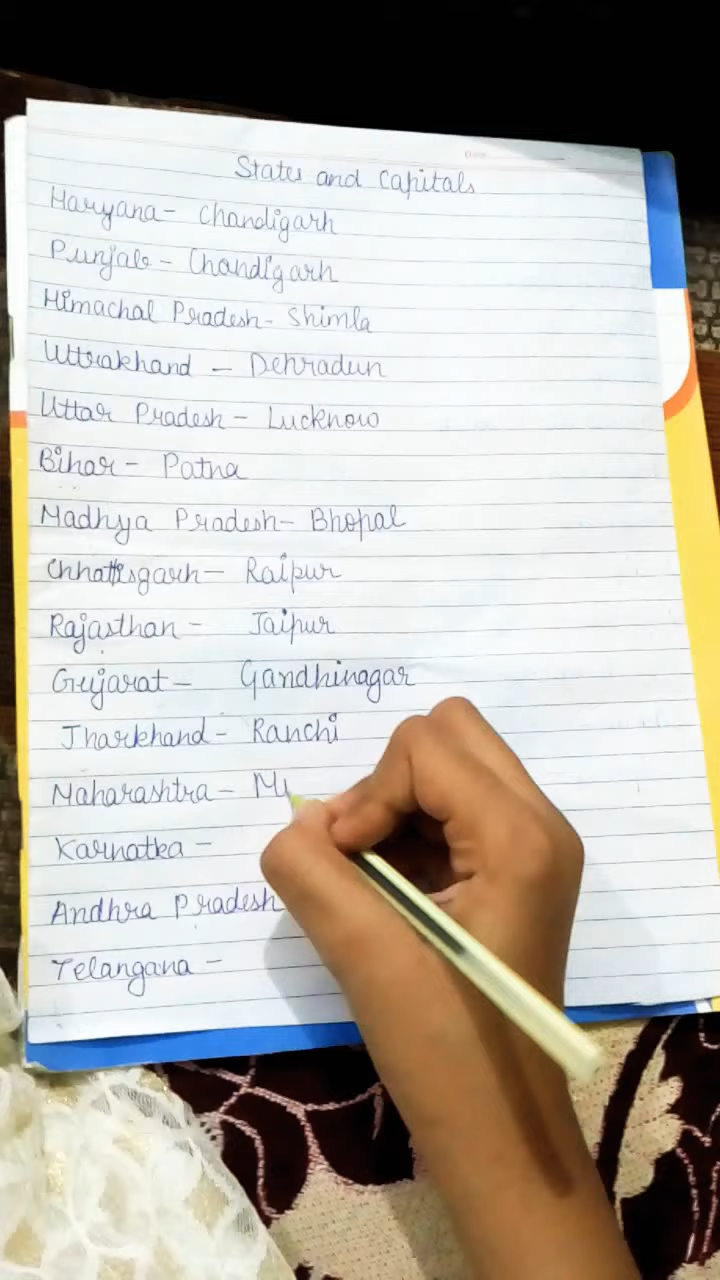 States and Capitals
Haryana - Chandigarh
Punjab - Chandigarh
Himachal Pradesh - Shimla
Uttrakhand - Dehradun
Uttar Pradesh - Lucknow
Bihar - Patna
Madhya Pradesh - Bhopal
Chhattisgarh - Raipur
Rajasthan - Jaipur
Gujarat - Gandhinagar
Jharkhand - Ranchi
Maharashtra - Mu
Karnatka -
Andhra Pradesh
Telangana -